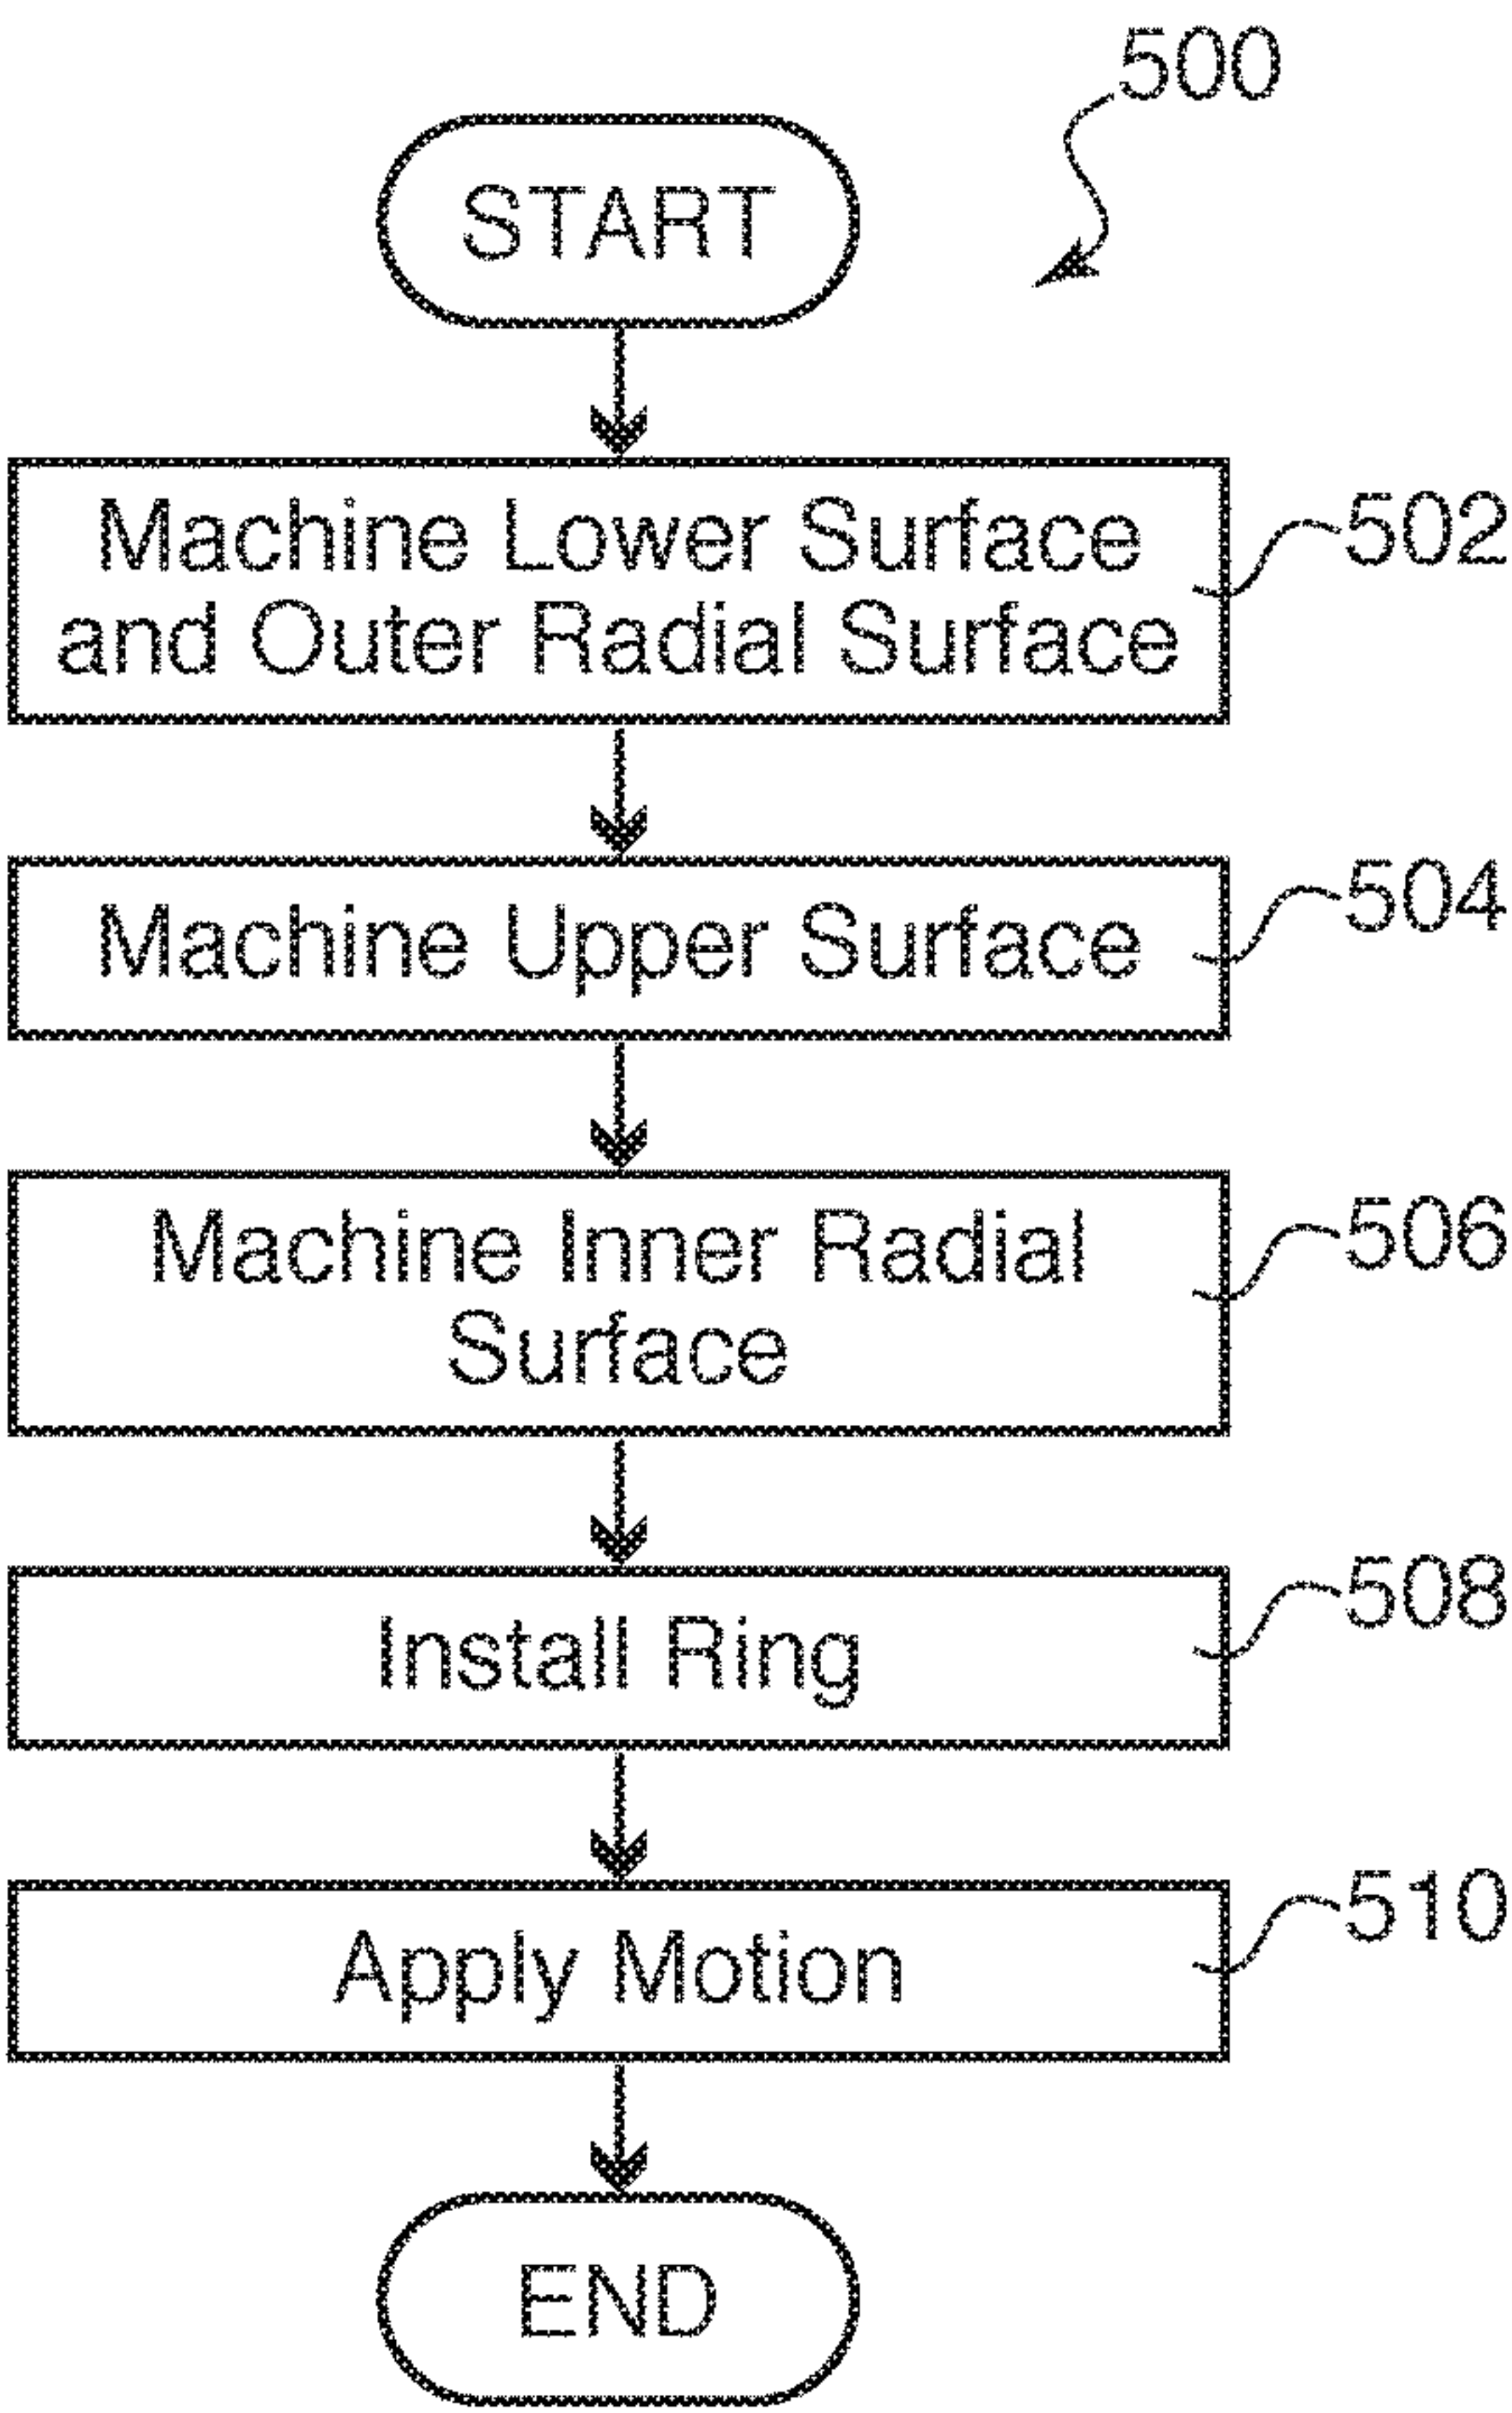 500
START
Machine Lower Surface
and Outer Radial Surface
502
Machine Upper Surface
504
Machine Inner Radial
Surface
506
Install Ring
508
Apply Motion
510
END